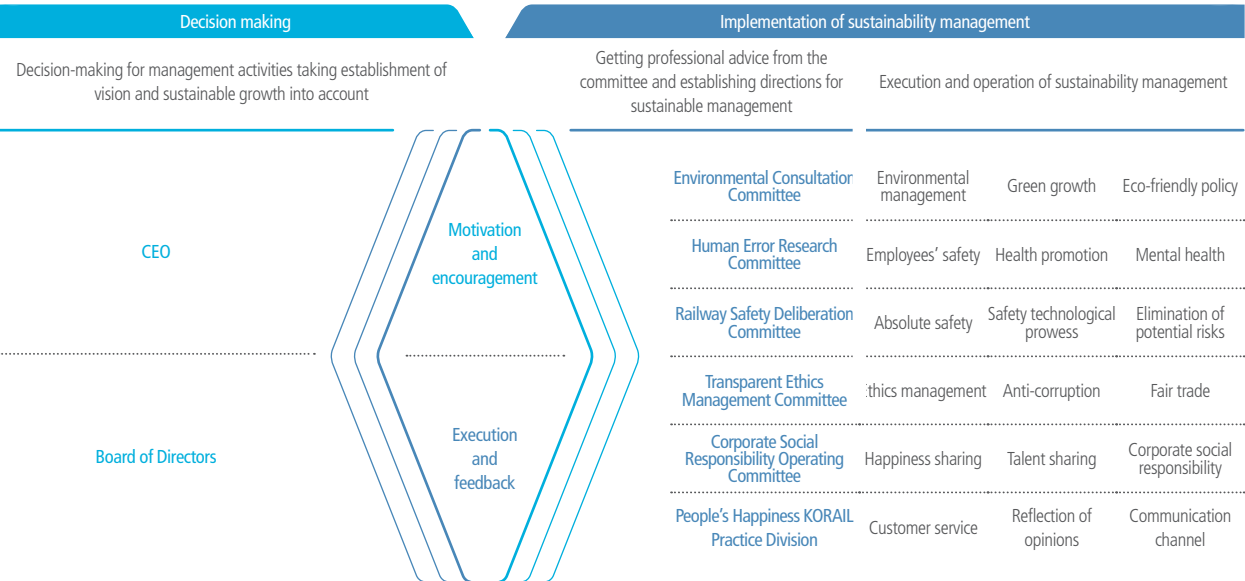 Decision making
Implementation of sustainability management
Decision-making for management activities taking establishment of
vision and sustainable growth into account
Getting professional advice from the
committee and establishing directions for
sustainable management
Execution and operation of sustainability management
CEO
Board of Directors
Motivation
and
encouragement
Execution
and
feedback
Environmental Consultation
Committee
Environmental
management
Green growth
Eco-friendly policy
Human Error Research
Committee
Employees’ safety
Health promotion
Mental health
Railway Safety Deliberation
Committee
Absolute safety
Safety technological
prowess
Elimination of
potential risks
Transparent Ethics
Management Committee
Ethics management
Anti-corruption
Fair trade
Corporate Social
Responsibility Operating
Committee
Happiness sharing
Talent sharing
Corporate social
responsibility
People’s Happiness KORAIL
Practice Division
Customer service
Reflection of
opinions
Communication
channel